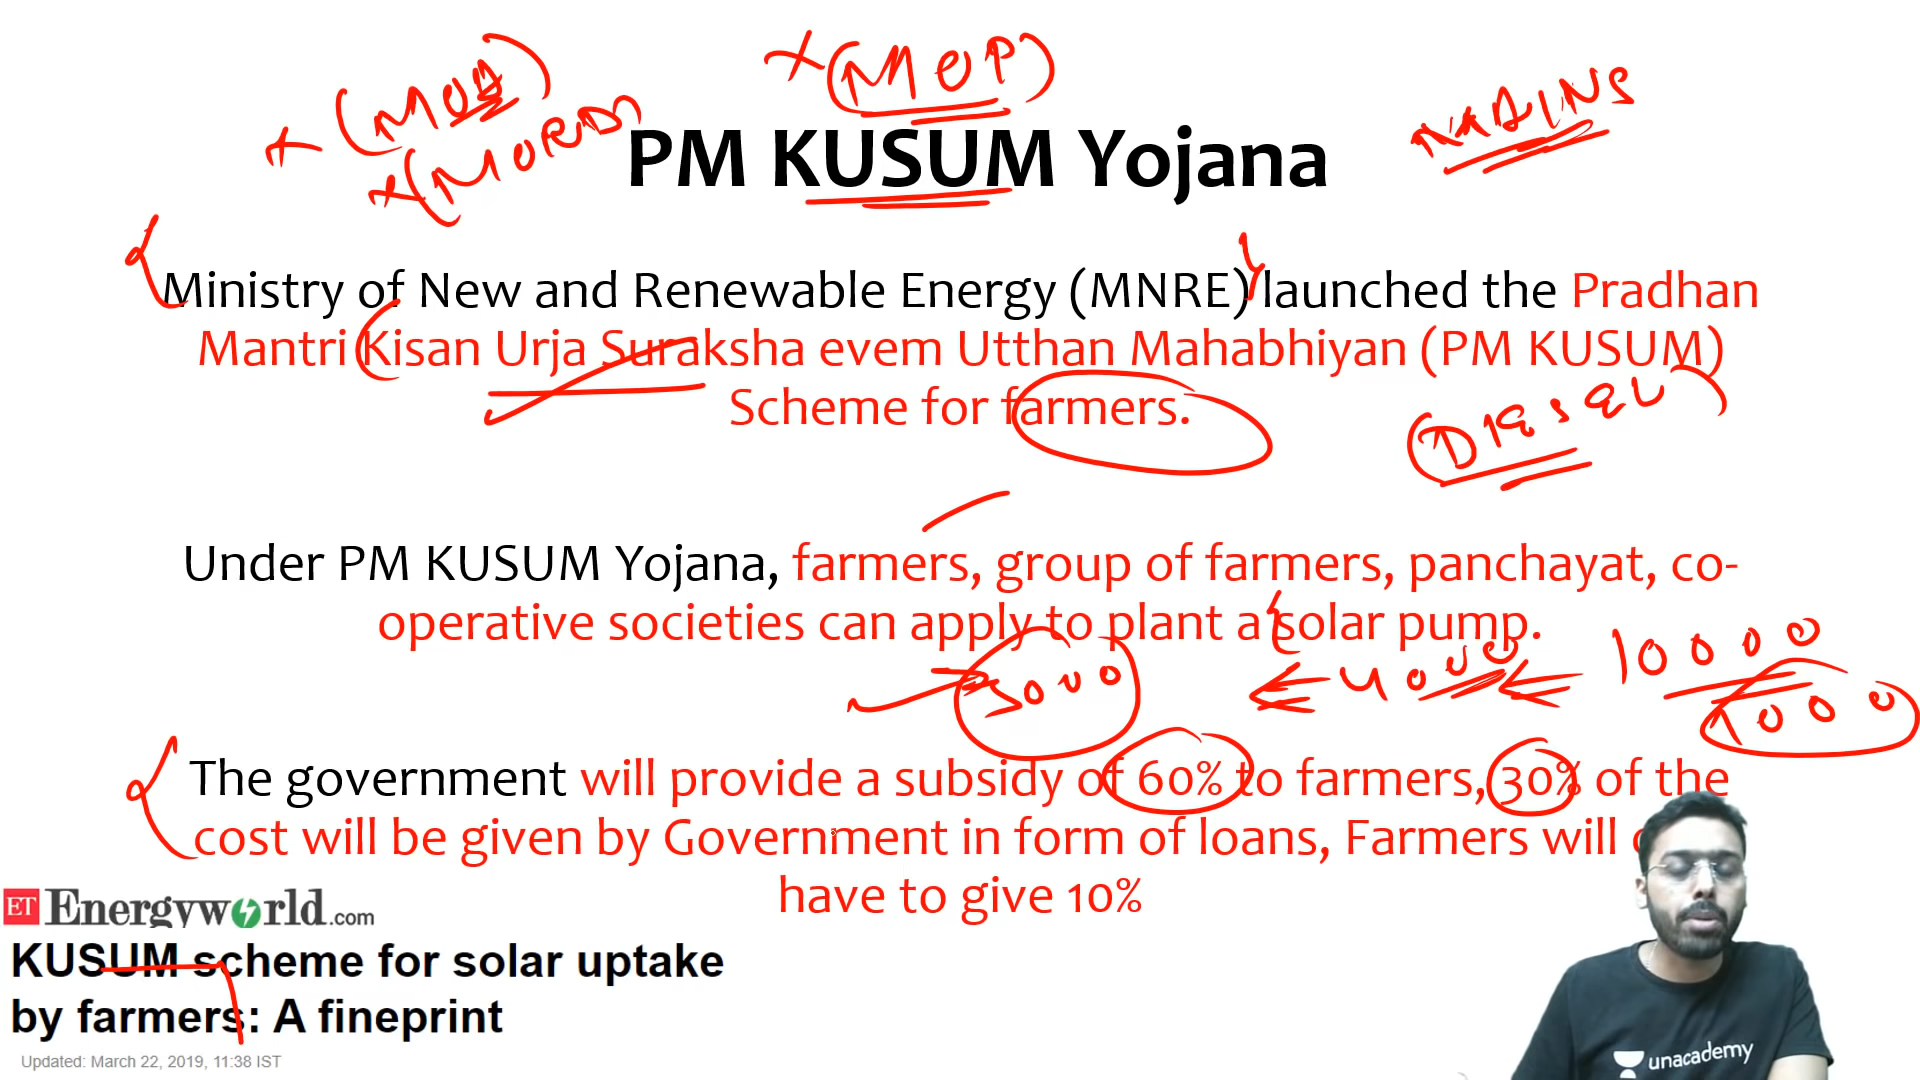 (MOP)
(MORD)
PM KUSUM Yojana
Ministry of New and Renewable Energy (MNRE) launched the Pradhan
Mantri Kisan Urja Suraksha evem Utthan Mahabhiyan (PM KUSUM)
Scheme for farmers.
Under PM KUSUM Yojana, farmers, group of farmers, panchayat, co-
operative societies can apply to plant a solar pump.
10000
4000
1000
The government will provide a subsidy of 60% to farmers, 30% of the
cost will be given by Government in form of loans, Farmers will
have to give 10%
ET Energyworld.com
KUSUM scheme for solar uptake
by farmers: A fineprint
Updated: March 22, 2019, 11:38 IST
unacademy